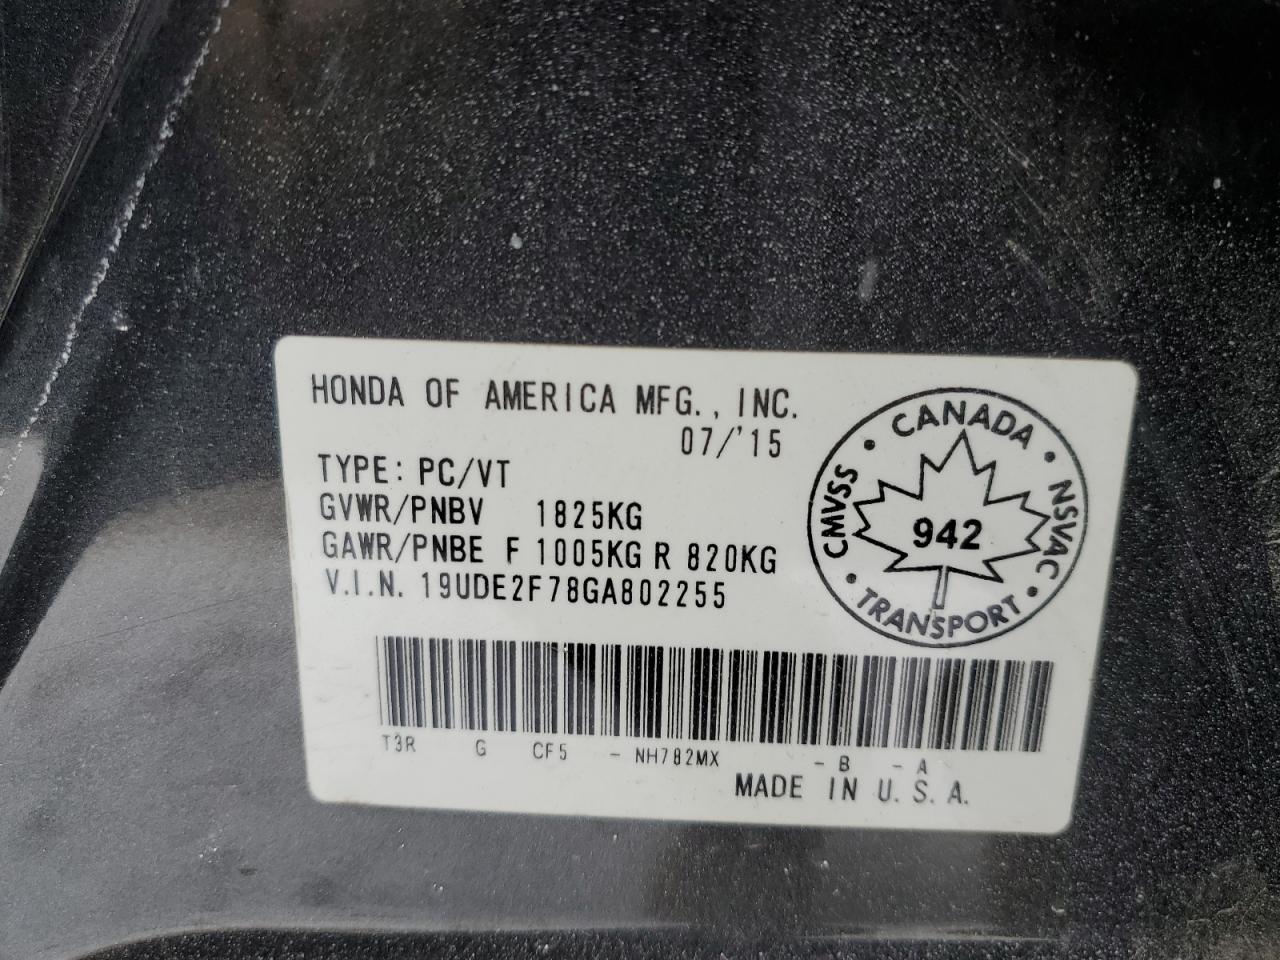 HONDA OF AMERICA MFG., INC.
07/'15
TYPE: PC/VT
GVWR/PNBV 1825KG
GAWR/PNBE F 1005KG R 820KG
V.I.N. 19UDE2F78GA802255
CANADA
CMVSS
NSVAC
942
TRANSPORT
T3R G CF5 - NH782MX - B - A
MADE IN U.S.A.